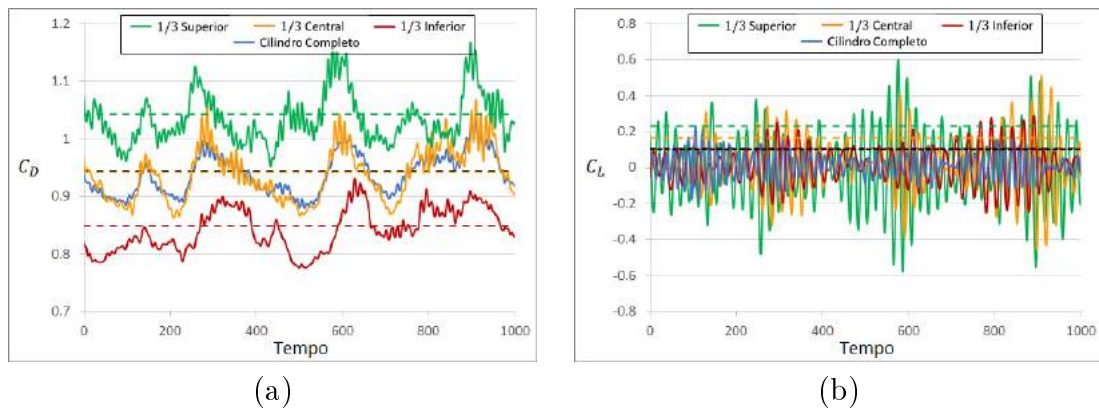 1/3 Superior 1/3 Central 1/3 Inferior
Cilindro Completo
1.2
1.1
1
0.9
0.8
0.7
C_D
0 200 400 600 800 1000
Tempo
(a)
1/3 Superior 1/3 Central 1/3 Inferior
Cilindro Completo
0.8
0.6
0.4
0.2
0
-0.2
-0.4
-0.6
-0.8
C_L
0 200 400 600 800 1000
Tempo
(b)